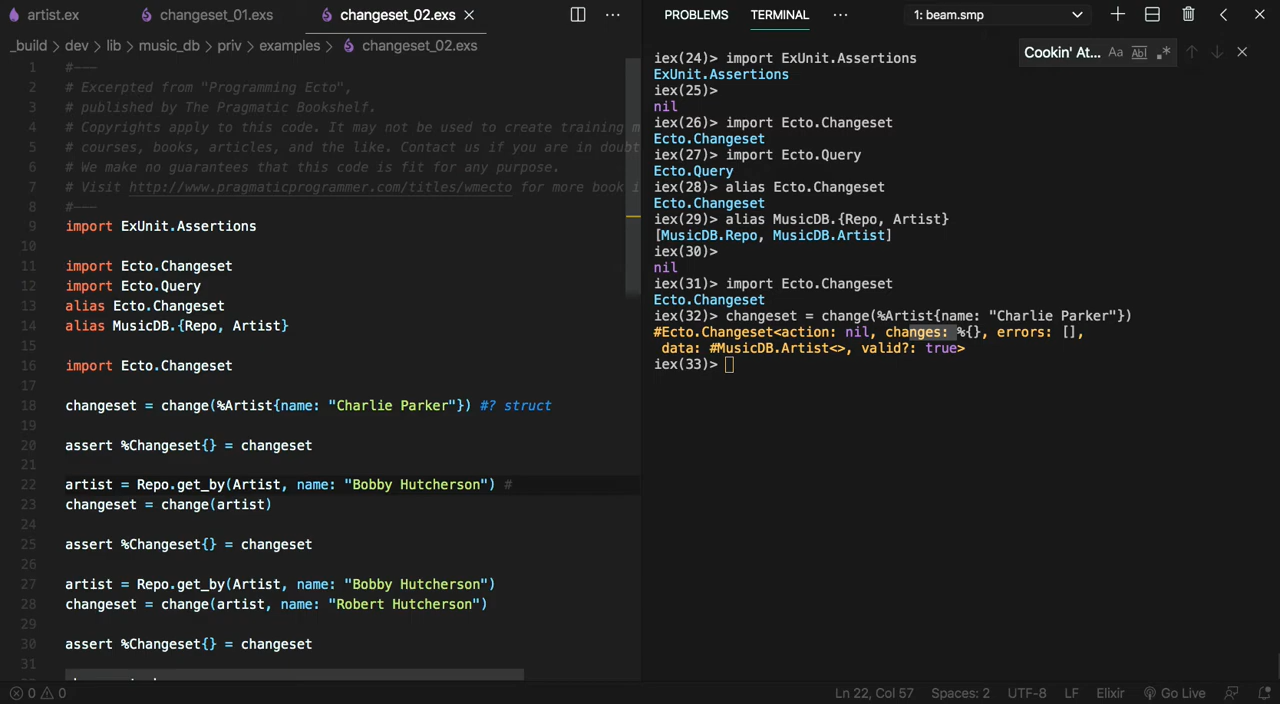 artist.ex changeset_01.exs changeset_02.exs
_build > dev > lib > music_db > priv > examples > changeset_02.exs
1 #---
2 # Excerpted from "Programming Ecto",
3 # published by The Pragmatic Bookshelf.
4 # Copyrights apply to this code. It may not be used to create training m
5 # courses, books, articles, and the like. Contact us if you are in doubt
6 # We make no guarantees that this code is fit for any purpose.
7 # Visit http://www.pragmaticprogrammer.com/titles/wmecto for more book i
8 #---
9 import ExUnit.Assertions
10
11 import Ecto.Changeset
12 import Ecto.Query
13 alias Ecto.Changeset
14 alias MusicDB.{Repo, Artist}
15
16 import Ecto.Changeset
17
18 changeset = change(%Artist{name: "Charlie Parker"}) #? struct
19
20 assert %Changeset{} = changeset
21
22 artist = Repo.get_by(Artist, name: "Bobby Hutcherson") #
23 changeset = change(artist)
24
25 assert %Changeset{} = changeset
26
27 artist = Repo.get_by(Artist, name: "Bobby Hutcherson")
28 changeset = change(artist, name: "Robert Hutcherson")
29
30 assert %Changeset{} = changeset
31
PROBLEMS TERMINAL ··· 1: beam.smp
Cookin' At... Aa Abl .*
iex(24)> import ExUnit.Assertions
ExUnit.Assertions
iex(25)>
nil
iex(26)> import Ecto.Changeset
Ecto.Changeset
iex(27)> import Ecto.Query
Ecto.Query
iex(28)> alias Ecto.Changeset
Ecto.Changeset
iex(29)> alias MusicDB.{Repo, Artist}
[MusicDB.Repo, MusicDB.Artist]
iex(30)>
nil
iex(31)> import Ecto.Changeset
Ecto.Changeset
iex(32)> changeset = change(%Artist{name: "Charlie Parker"})
#Ecto.Changeset<action: nil, changes: %{}, errors: [],
data: #MusicDB.Artist<>, valid?: true>
iex(33)>
0 0 Ln 22, Col 57 Spaces: 2 UTF-8 LF Elixir Go Live